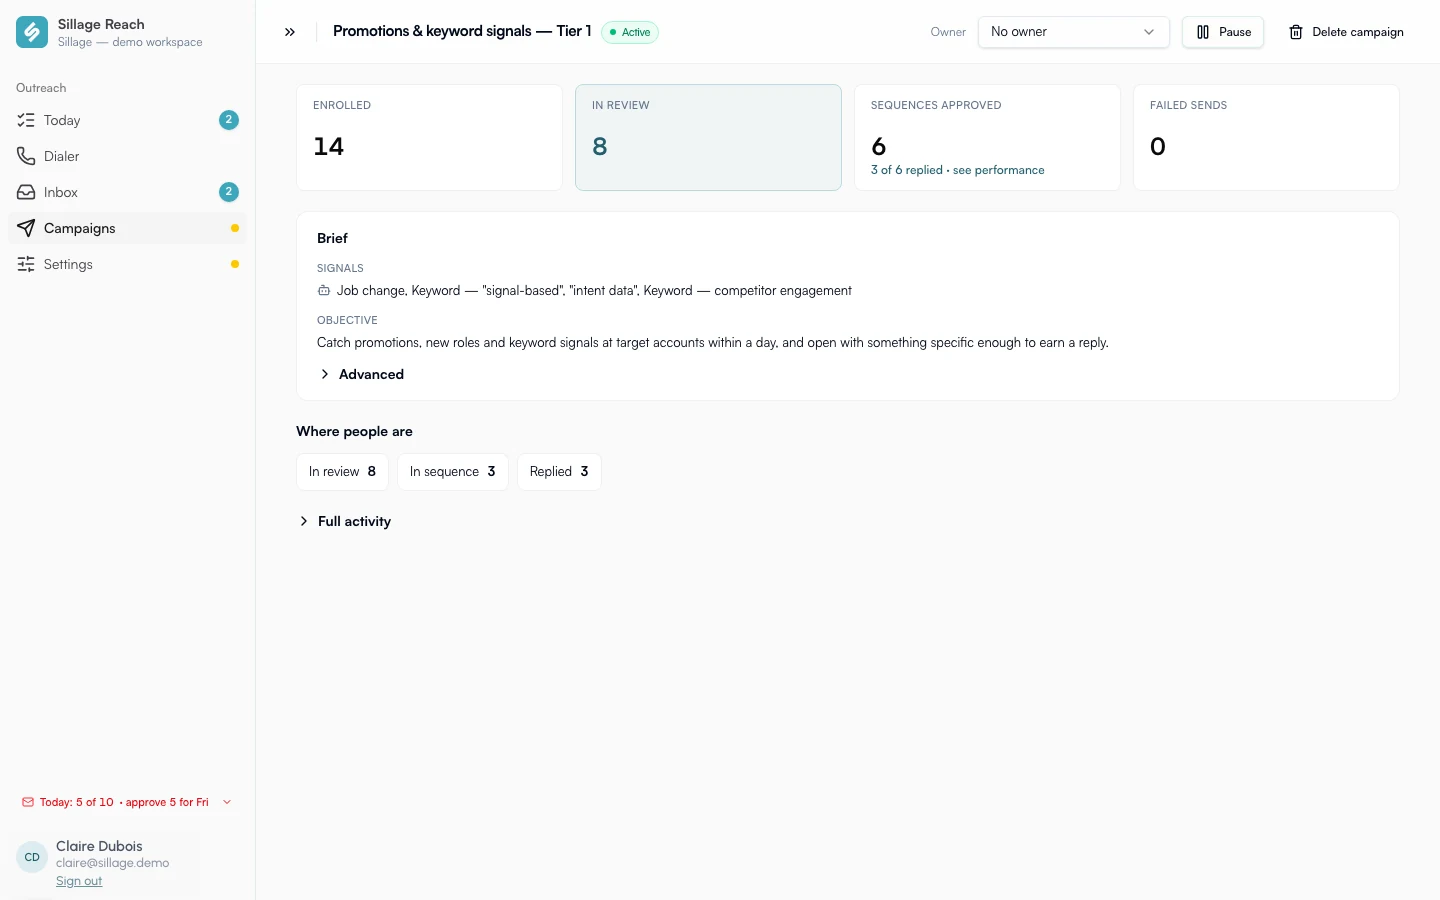 Sillage Reach
Sillage — demo workspace
Outreach
Today 2
Dialer
Inbox 2
Campaigns
Settings
Today: 5 of 10 · approve 5 for Fri
CD
Claire Dubois
claire@sillage.demo
Sign out
Promotions & keyword signals — Tier 1
Active
Owner
No owner
Pause
Delete campaign
ENROLLED
14
IN REVIEW
8
SEQUENCES APPROVED
6
3 of 6 replied · see performance
FAILED SENDS
0
Brief
SIGNALS
Job change, Keyword — "signal-based", "intent data", Keyword — competitor engagement
OBJECTIVE
Catch promotions, new roles and keyword signals at target accounts within a day, and open with something specific enough to earn a reply.
Advanced
Where people are
In review 8
In sequence 3
Replied 3
Full activity